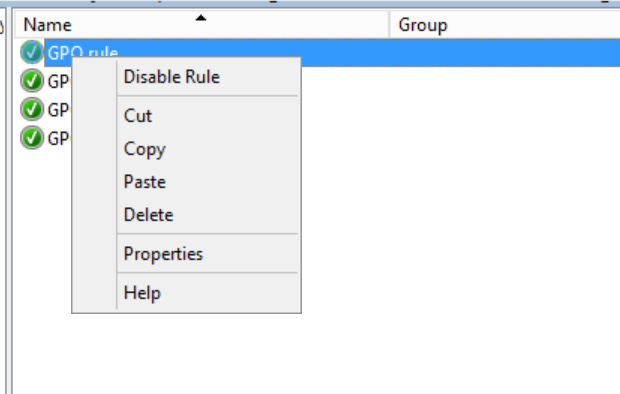 Name Group
GPO rule
GP
Disable Rule
GP
Cut
GP
Copy
Paste
Delete
Properties
Help